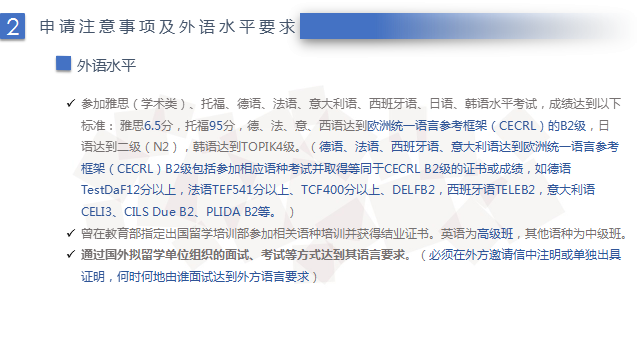 2 申请注意事项及外语水平要求
外语水平
✓ 参加雅思（学术类）、托福、德语、法语、意大利语、西班牙语、日语、韩语水平考试，成绩达到以下
标准： 雅思6.5分，托福95分，德、法、意、西语达到欧洲统一语言参考框架（CECRL）的B2级，日
语达到二级（N2），韩语达到TOPIK4级。（德语、法语、西班牙语、意大利语达到欧洲统一语言参考
框架（CECRL）B2级包括参加相应语种考试并取得等同于CECRL B2级的证书或成绩，如德语
TestDaF12分以上，法语TEF541分以上、TCF400分以上、DELFB2，西班牙语TELEB2，意大利语
CELI3、CILS Due B2、PLIDA B2等。 ）
✓ 曾在教育部指定出国留学培训部参加相关语种培训并获得结业证书。英语为高级班，其他语种为中级班。
✓ 通过国外拟留学单位组织的面试、考试等方式达到其语言要求。（必须在外方邀请信中注明或单独出具
证明，何时何地由谁面试达到外方语言要求）